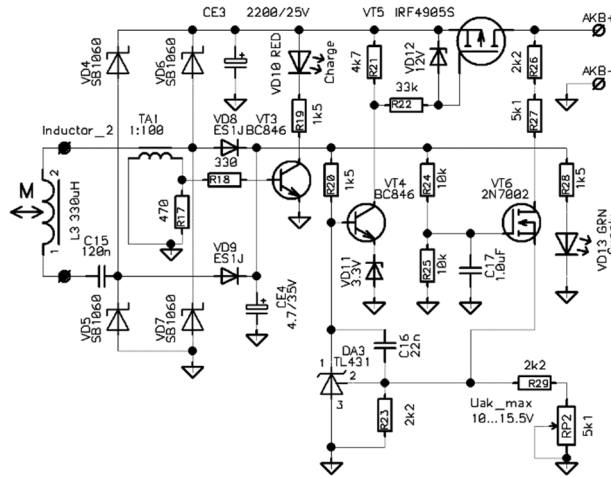 CE3 2200/25V
VT5 IRF4905S
AKB+
VD4
SB1060
VD6
SB1060
VD10 RED
Charge
4k7
R21
VD12
12V
2k2
R26
AKB-
33k
R22
R19
1k5
5k1
R27
Inductor_2
TA1
1:100
VD8
ES1J
VT3
BC846
330
R18
R20
1k5
VT4
BC846
R24
10k
VT6
2N7002
R28
1k5
M
2
1
L3 330uH
470
R17
C15
120n
VD9
ES1J
CE4
4.7/35V
VD11
3.3V
R25
10k
C17
1.0uF
VD13 GRN
VD5
SB1060
VD7
SB1060
C16
22n
DA3
TL431
1
2
3
R23
2k2
2k2
R29
Uak_max
10...15.5V
RP2
5k1